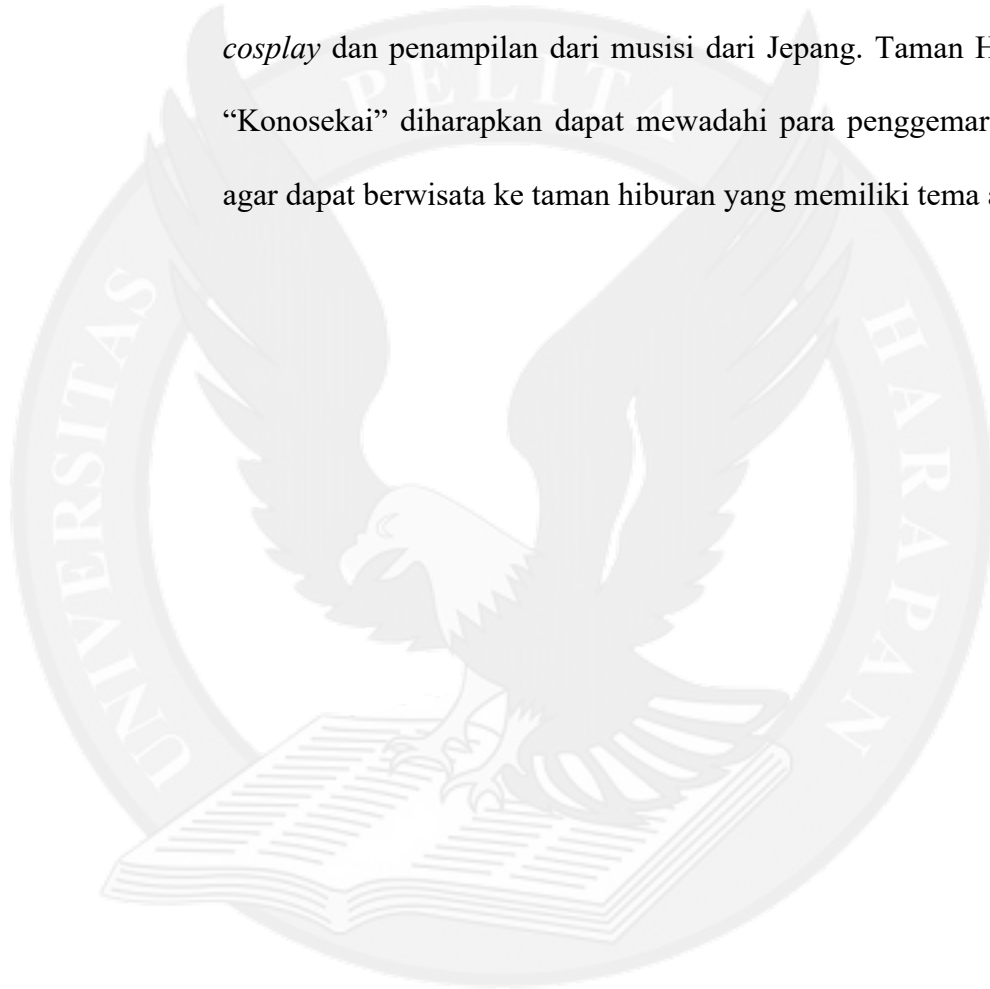 cosplay dan penampilan dari musisi dari Jepang. Taman
“Konosekai” diharapkan dapat mewadahi para penggemar
agar dapat berwisata ke taman hiburan yang memiliki tema
UNIVERSITAS PELITA HARAPAN